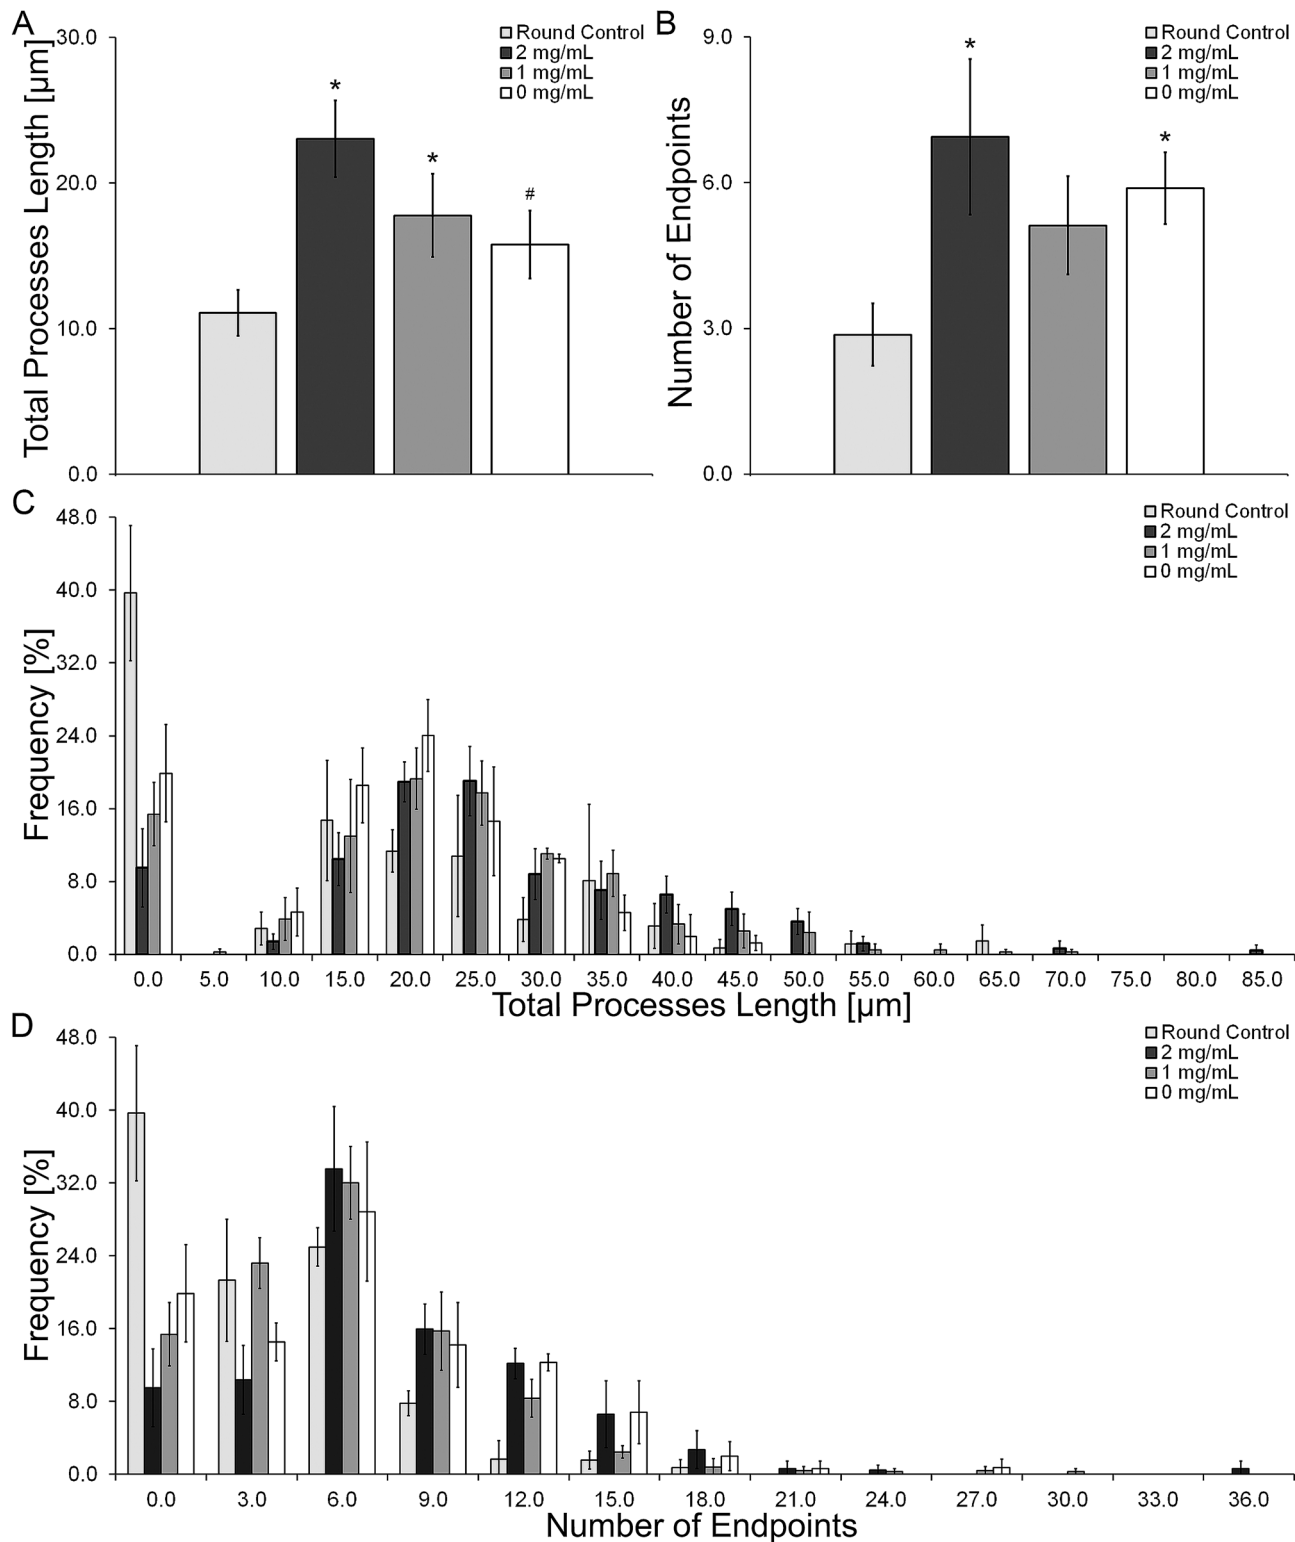 A
Total Processes Length [µm]
30.0
20.0
10.0
0.0
Round Control
2 mg/mL
1 mg/mL
0 mg/mL
*
*
#
B
Number of Endpoints
9.0
6.0
3.0
0.0
Round Control
2 mg/mL
1 mg/mL
0 mg/mL
*
*
C
Frequency [%]
48.0
40.0
32.0
24.0
16.0
8.0
0.0
Round Control
2 mg/mL
1 mg/mL
0 mg/mL
0.0 5.0 10.0 15.0 20.0 25.0 30.0 35.0 40.0 45.0 50.0 55.0 60.0 65.0 70.0 75.0 80.0 85.0
Total Processes Length [µm]
D
Frequency [%]
48.0
40.0
32.0
24.0
16.0
8.0
0.0
Round Control
2 mg/mL
1 mg/mL
0 mg/mL
0.0 3.0 6.0 9.0 12.0 15.0 18.0 21.0 24.0 27.0 30.0 33.0 36.0
Number of Endpoints